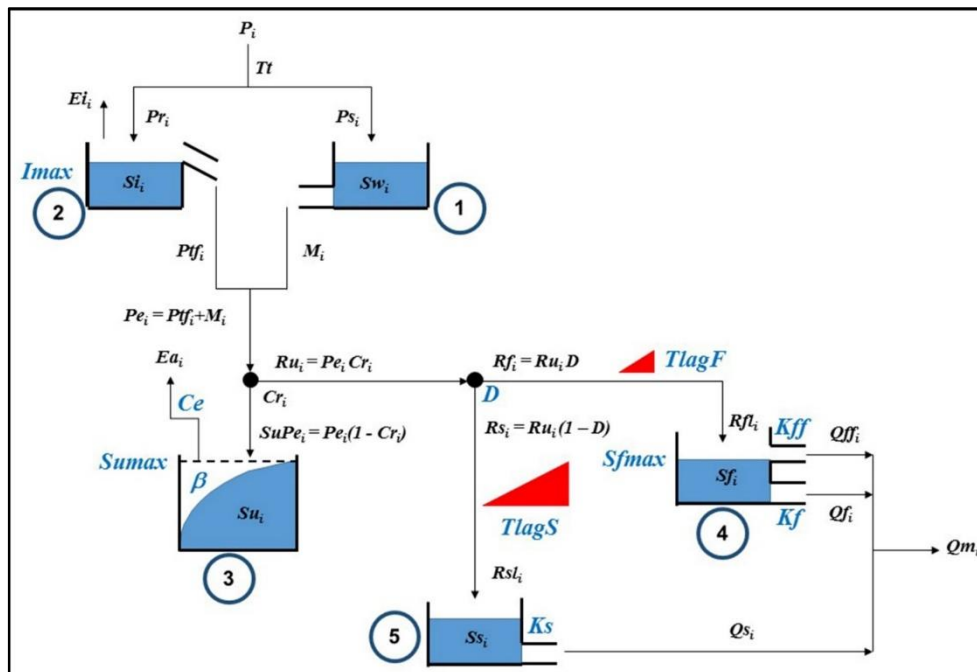 Pᵢ
Tt
Eiᵢ
Prᵢ
Psᵢ
Imax
Siᵢ
Swᵢ
2
1
Ptfᵢ
Mᵢ
Peᵢ = Ptfᵢ+Mᵢ
Eaᵢ
Ruᵢ = Peᵢ Crᵢ
Rfᵢ = Ruᵢ D
TlagF
Ce
Crᵢ
D
SuPeᵢ = Peᵢ(1 - Crᵢ)
Rsᵢ = Ruᵢ(1 – D)
Rflᵢ
Kff
Qffᵢ
Sumax
β
Suᵢ
Sfmax
Sfᵢ
Kf
Qfᵢ
TlagS
4
3
Qmᵢ
Rslᵢ
5
Ssᵢ
Ks
Qsᵢ